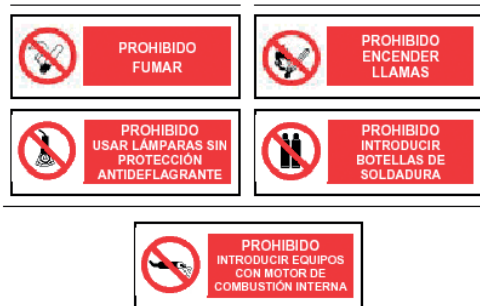 PROHIBIDO
FUMAR
PROHIBIDO
ENCENDER
LLAMAS
PROHIBIDO
USAR LÁMPARAS SIN
PROTECCIÓN
ANTIDEFLAGRANTE
PROHIBIDO
INTRODUCIR
BOTELLAS DE
SOLDADURA
PROHIBIDO
INTRODUCIR EQUIPOS
CON MOTOR DE
COMBUSTIÓN INTERNA